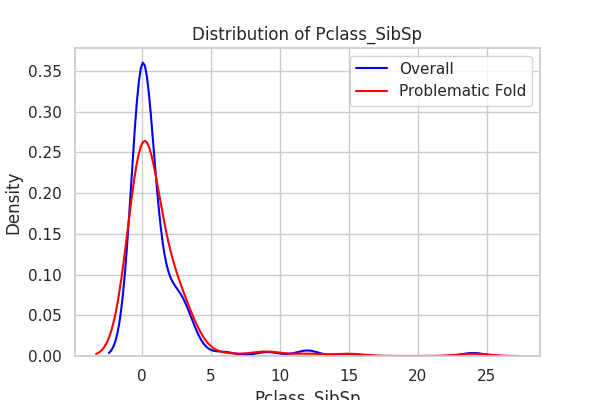 Distribution of Pclass_SibSp
Overall
Problematic Fold
Density
0.35
0.30
0.25
0.20
0.15
0.10
0.05
0.00
0 5 10 15 20 25
Pclass_SibSp